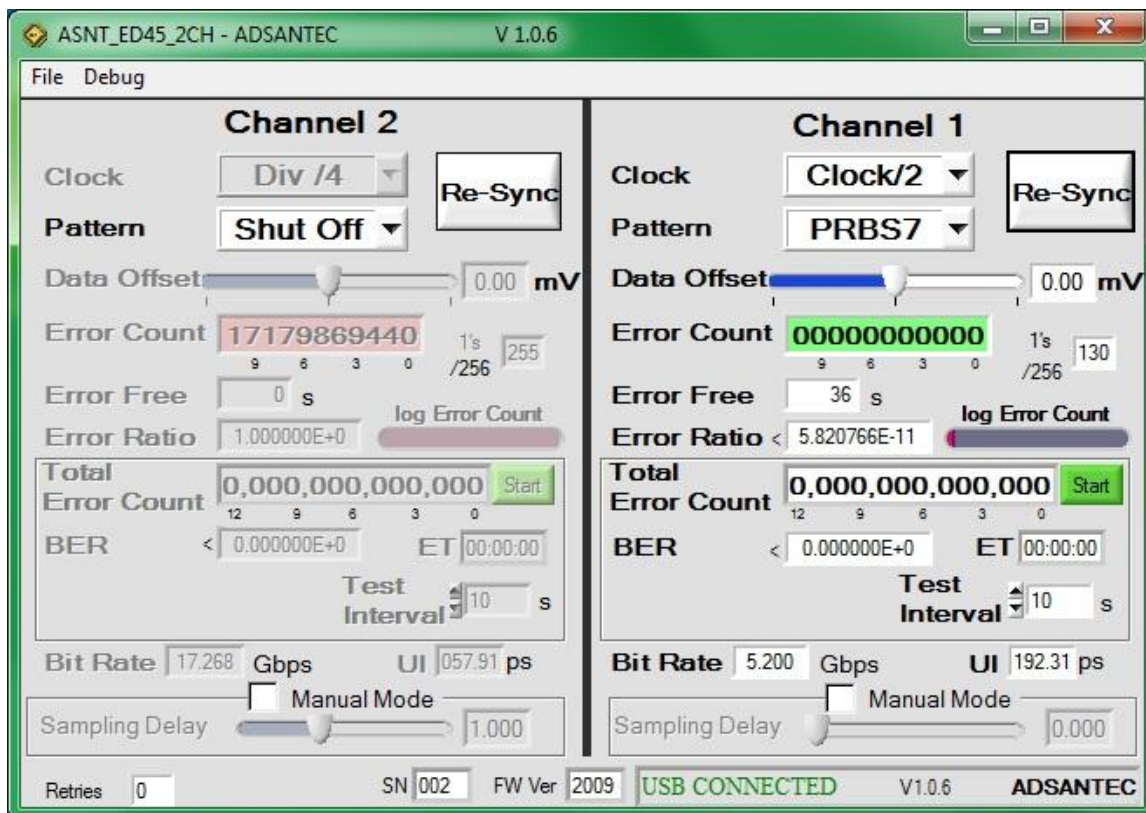 ASNT_ED45_2CH - ADSANTEC V 1.0.6
File Debug
Channel 2
Clock Div /4 Re-Sync
Pattern Shut Off
Data Offset 0.00 mV
Error Count 17179869440 1's /256 255
9 6 3 0
Error Free 0 s
log Error Count
Error Ratio 1.000000E+0
Total Error Count 0,000,000,000,000 Start
12 9 6 3 0
BER < 0.000000E+0 ET 00:00:00
Test Interval 10 s
Bit Rate 17.268 Gbps UI 057.91 ps
Manual Mode
Sampling Delay 1.000
Channel 1
Clock Clock/2 Re-Sync
Pattern PRBS7
Data Offset 0.00 mV
Error Count 00000000000 1's /256 130
9 6 3 0
Error Free 36 s
log Error Count
Error Ratio < 5.820766E-11
Total Error Count 0,000,000,000,000 Start
12 9 6 3 0
BER < 0.000000E+0 ET 00:00:00
Test Interval 10 s
Bit Rate 5.200 Gbps UI 192.31 ps
Manual Mode
Sampling Delay 0.000
Retries 0 SN 002 FW Ver 2009 USB CONNECTED V1.0.6 ADSANTEC